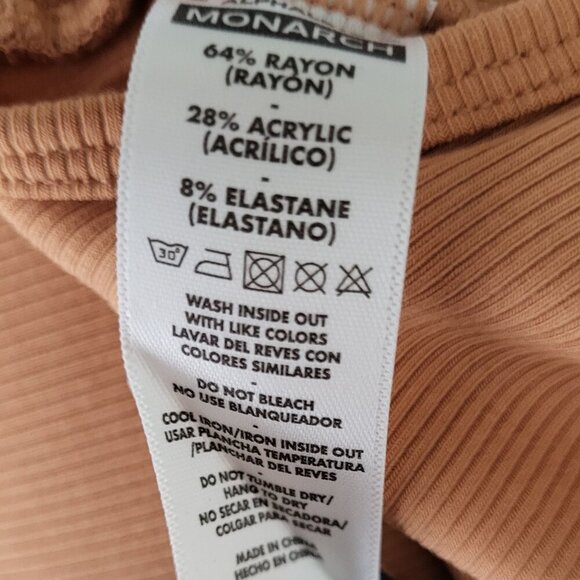 MONARCH
64% RAYON
(RAYÓN)
-
28% ACRYLIC
(ACRÍLICO)
-
8% ELASTANE
(ELASTANO)
30°
WASH INSIDE OUT
WITH LIKE COLORS
LAVAR DEL REVES CON
COLORES SIMILARES
-
DO NOT BLEACH
NO USE BLANQUEADOR
-
COOL IRON/IRON INSIDE OUT
USAR PLANCHA TEMPERATURA
/PLANCHAR DEL REVES
-
DO NOT TUMBLE DRY/
HANG TO DRY
NO SECAR EN SECADORA/
COLGAR PARA SECAR
-
MADE IN CHINA
HECHO EN CHINA